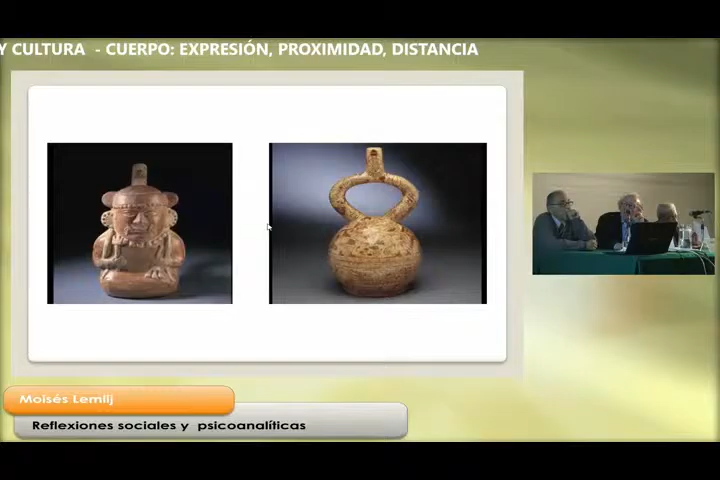 Y CULTURA - CUERPO: EXPRESIÓN, PROXIMIDAD, DISTANCIA
Moisés Lemlij
Reflexiones sociales y psicoanalíticas